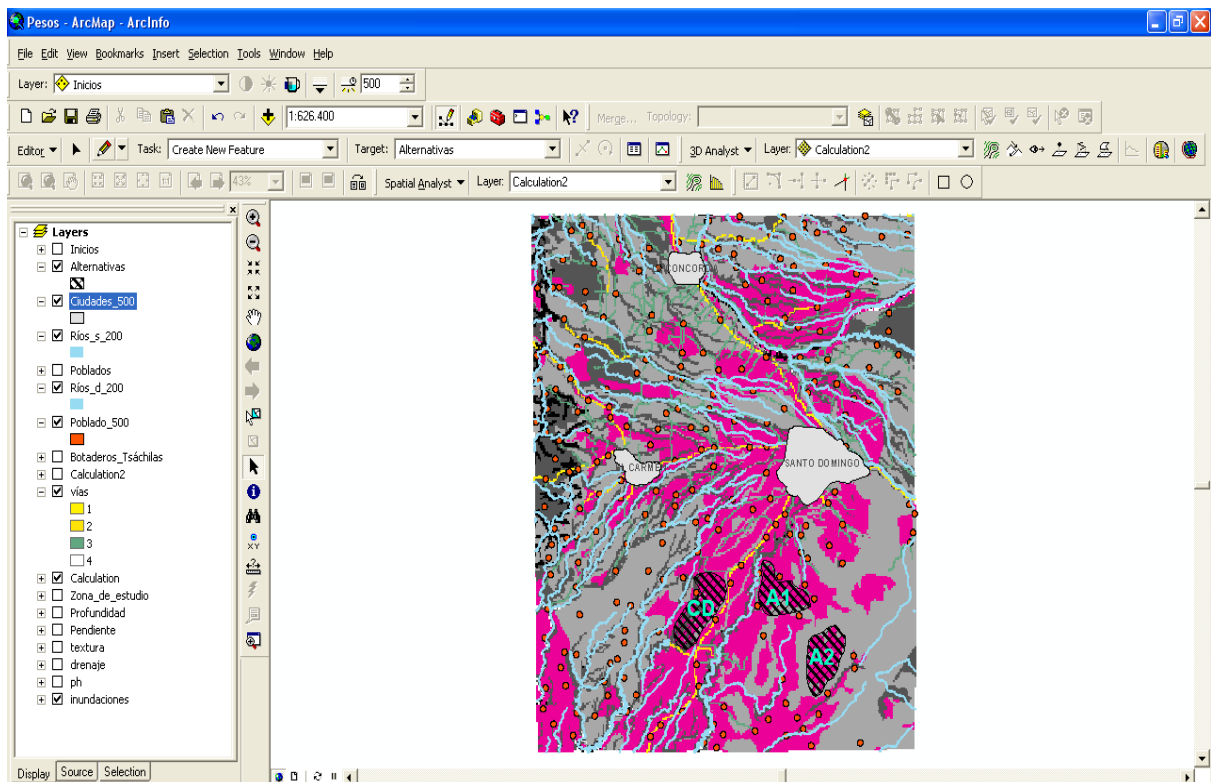 Pesos - ArcMap - ArcInfo
File Edit View Bookmarks Insert Selection Tools Window Help
Layer: Inicios 500
1:626.400 Merge... Topology:
Editor Task: Create New Feature Target: Alternativas 3D Analyst Layer: Calculation2
43% Spatial Analyst Layer: Calculation2
Layers
Inicios
Alternativas
Ciudades_500
Ríos_s_200
Poblados
Ríos_d_200
Poblado_500
Botaderos_Tsáchilas
Calculation2
vías
1
2
3
4
Calculation
Zona_de_estudio
Profundidad
Pendiente
textura
drenaje
ph
inundaciones
Display Source Selection
XY
CONCORDIA
SANTO DOMINGO
EL CARMEN
CD
A1
A2